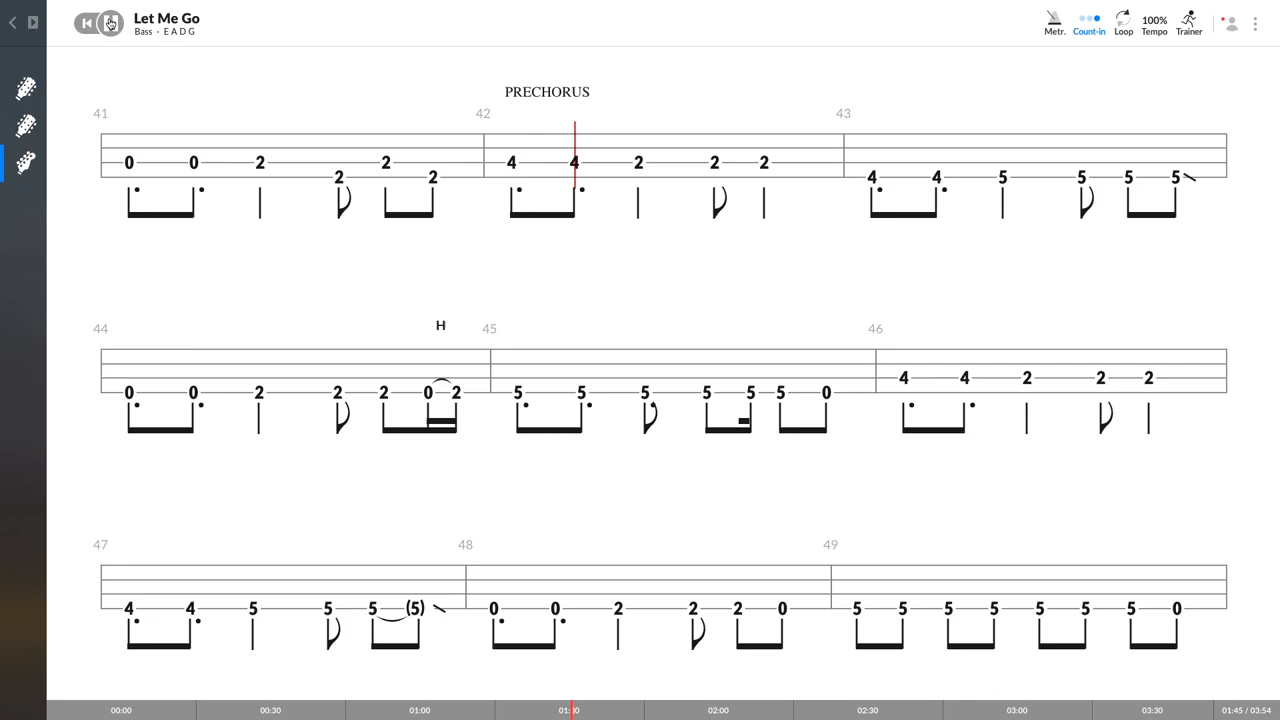 Let Me Go
Bass · E A D G
Metr.
Count-in
Loop
100%
Tempo
Trainer
PRECHORUS
41 42 43
0 0 2 2 2 2 4 4 2 2 2 4 4 5 5 5 5
H
44 45 46
0 0 2 2 2 0 2 5 5 5 5 5 5 0 4 4 2 2 2
47 48 49
4 4 5 5 5 (5) 0 0 2 2 2 0 5 5 5 5 5 5 5 0
00:00 00:30 01:00 02:00 02:30 03:00 03:30 01:45 / 03:54